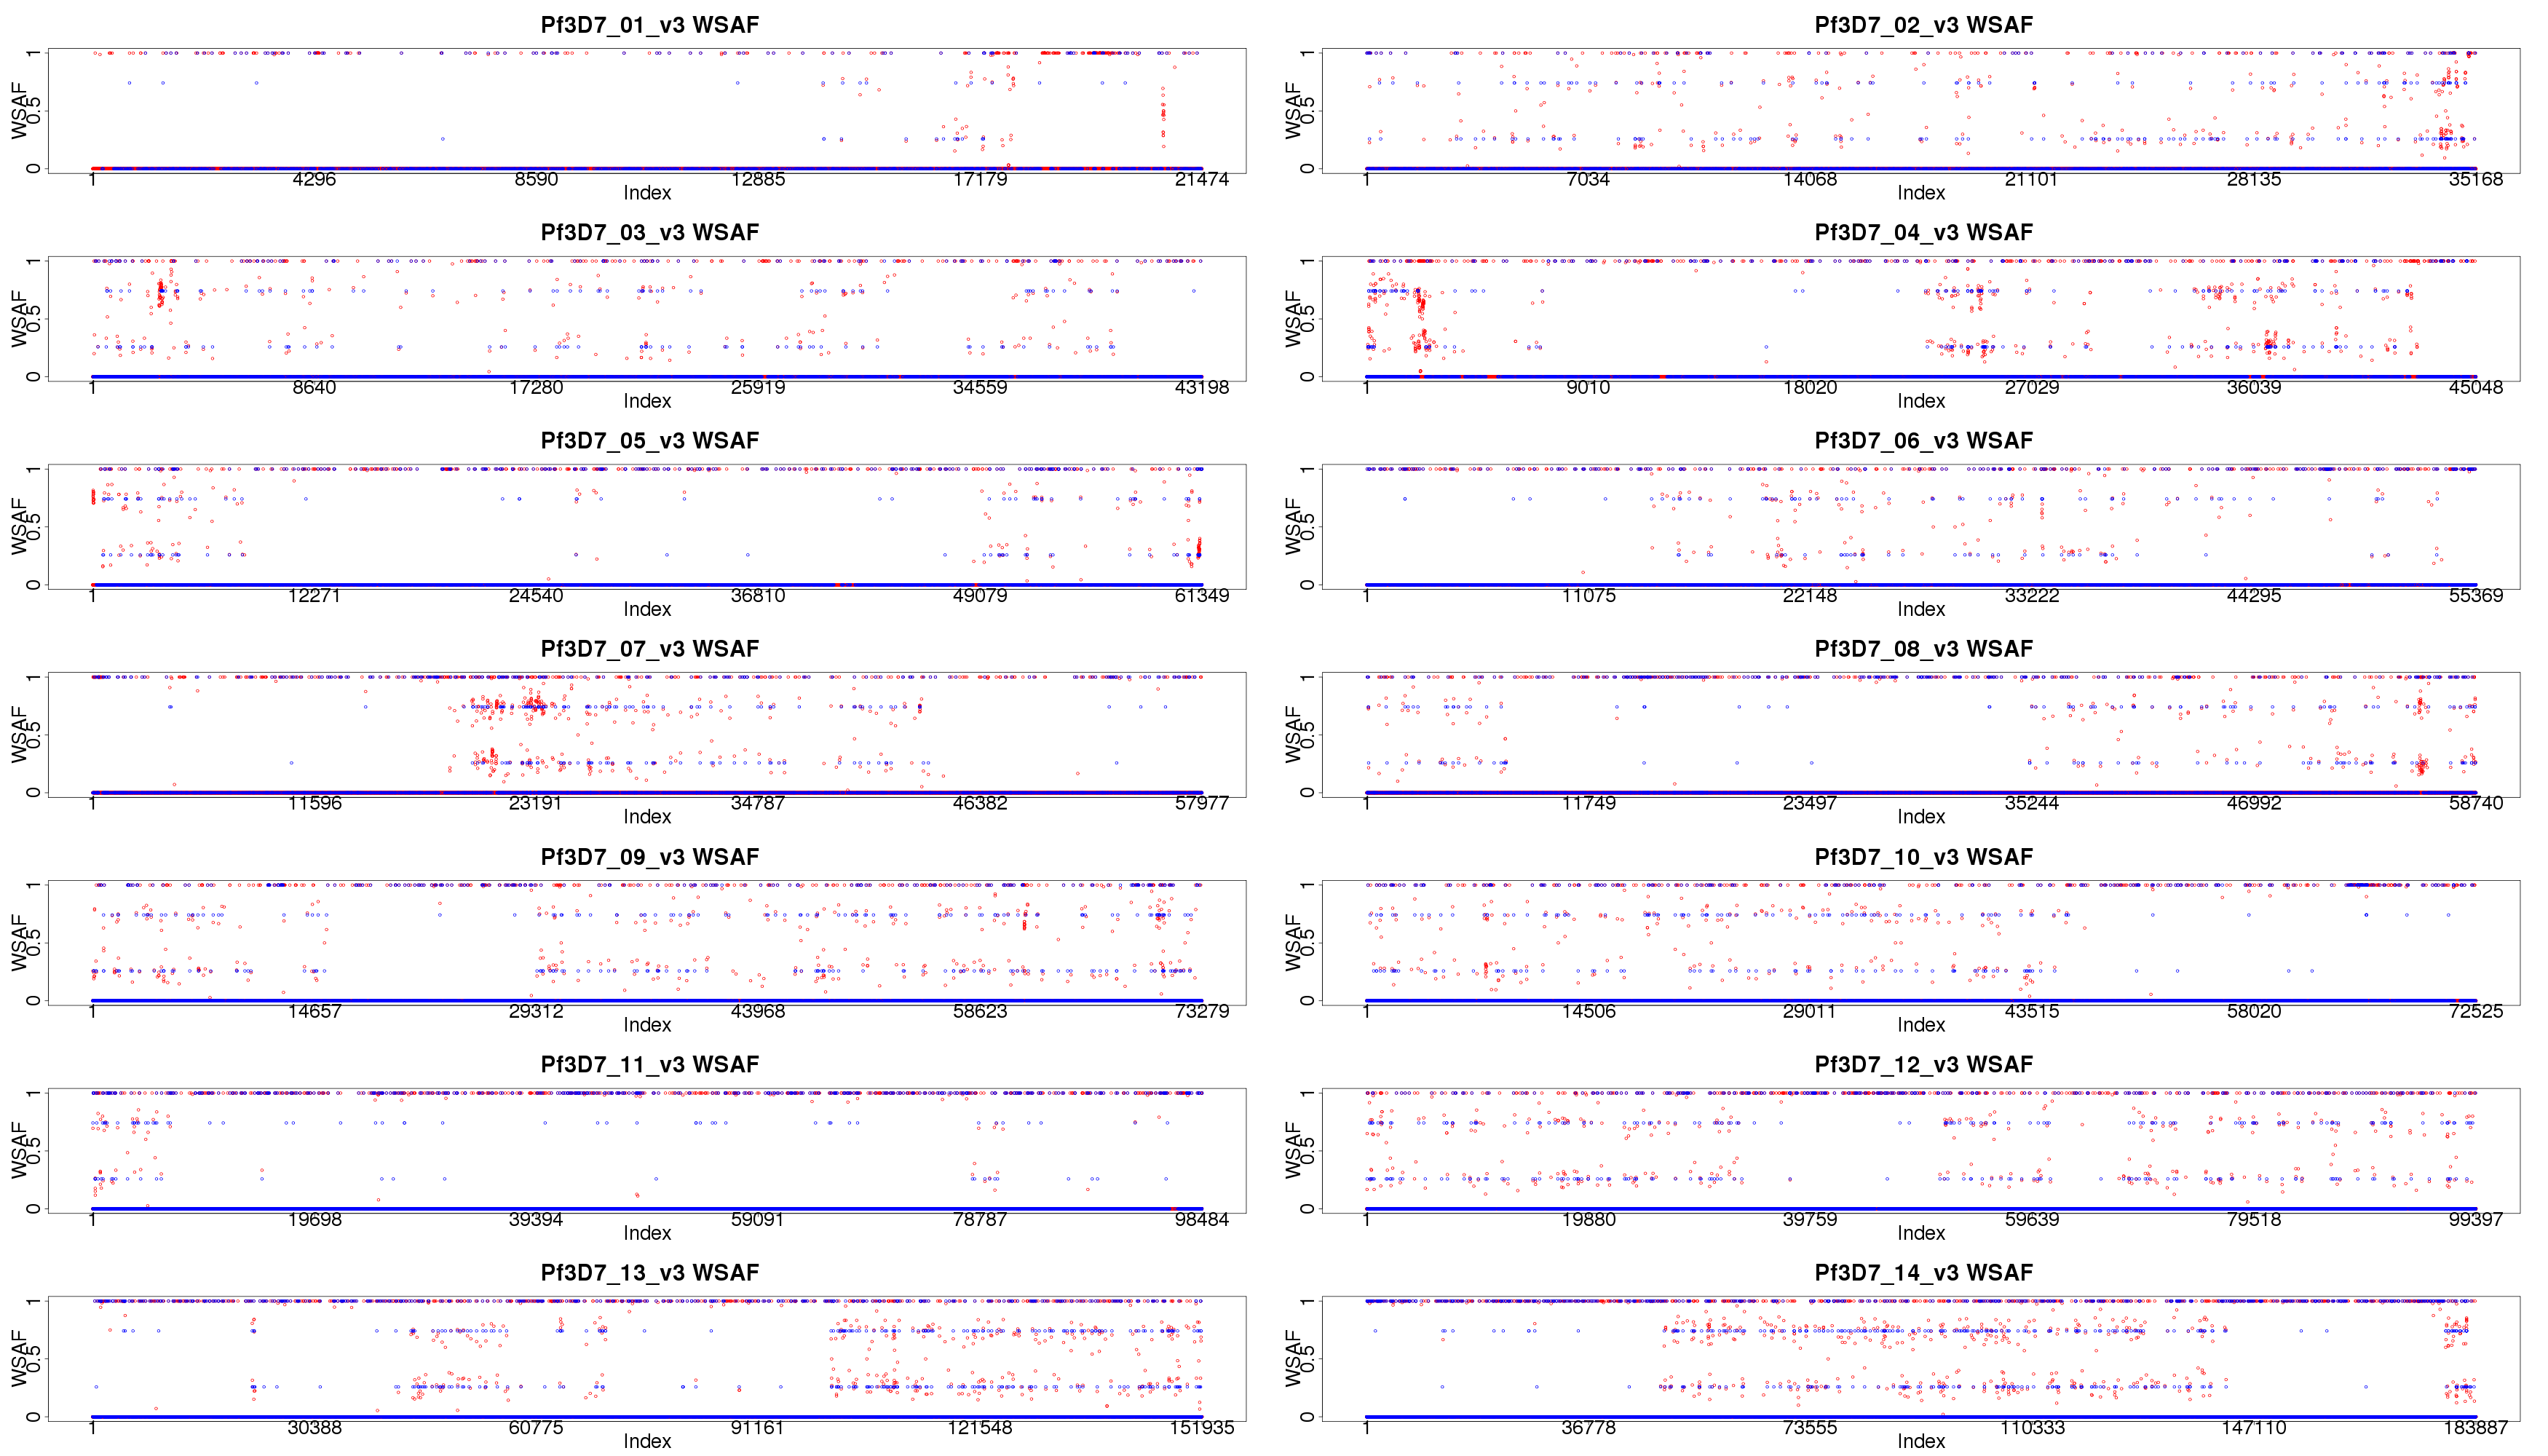 Pf3D7_01_v3 WSAF
WSAF
1
0.5
0
1 4296 8590 12885 17179 21474
Index
Pf3D7_02_v3 WSAF
WSAF
1
0.5
0
1 7034 14068 21101 28135 35168
Index
Pf3D7_03_v3 WSAF
WSAF
1
0.5
0
1 8640 17280 25919 34559 43198
Index
Pf3D7_04_v3 WSAF
WSAF
1
0.5
0
1 9010 18020 27029 36039 45048
Index
Pf3D7_05_v3 WSAF
WSAF
1
0.5
0
1 12271 24540 36810 49079 61349
Index
Pf3D7_06_v3 WSAF
WSAF
1
0.5
0
1 11075 22148 33222 44295 55369
Index
Pf3D7_07_v3 WSAF
WSAF
1
0.5
0
1 11596 23191 34787 46382 57977
Index
Pf3D7_08_v3 WSAF
WSAF
1
0.5
0
1 11749 23497 35244 46992 58740
Index
Pf3D7_09_v3 WSAF
WSAF
1
0.5
0
1 14657 29312 43968 58623 73279
Index
Pf3D7_10_v3 WSAF
WSAF
1
0.5
0
1 14506 29011 43515 58020 72525
Index
Pf3D7_11_v3 WSAF
WSAF
1
0.5
0
1 19698 39394 59091 78787 98484
Index
Pf3D7_12_v3 WSAF
WSAF
1
0.5
0
1 19880 39759 59639 79518 99397
Index
Pf3D7_13_v3 WSAF
WSAF
1
0.5
0
1 30388 60775 91161 121548 151935
Index
Pf3D7_14_v3 WSAF
WSAF
1
0.5
0
1 36778 73555 110333 147110 183887
Index